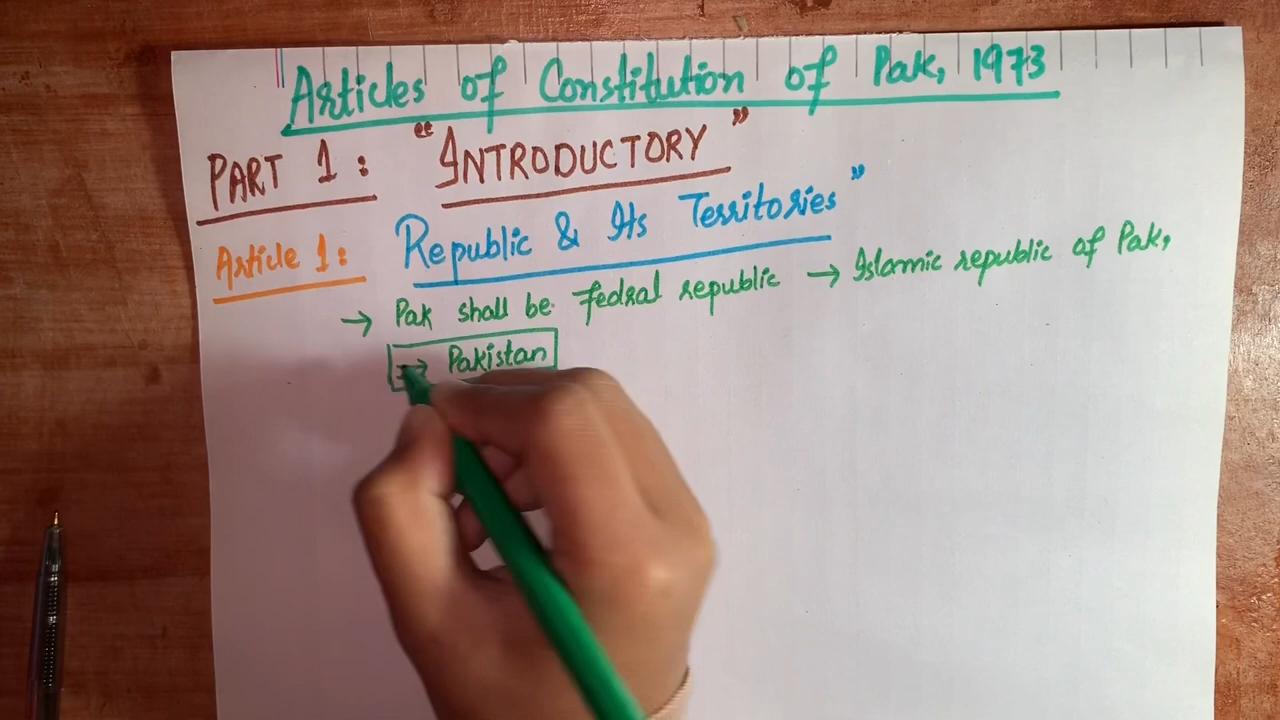 Articles of Constitution of Pak, 1973
PART 1: "INTRODUCTORY"
Article 1: Republic & Its Territories"
→ Pak shall be fedral republic → Islamic republic of Pak,
→ Pakistan